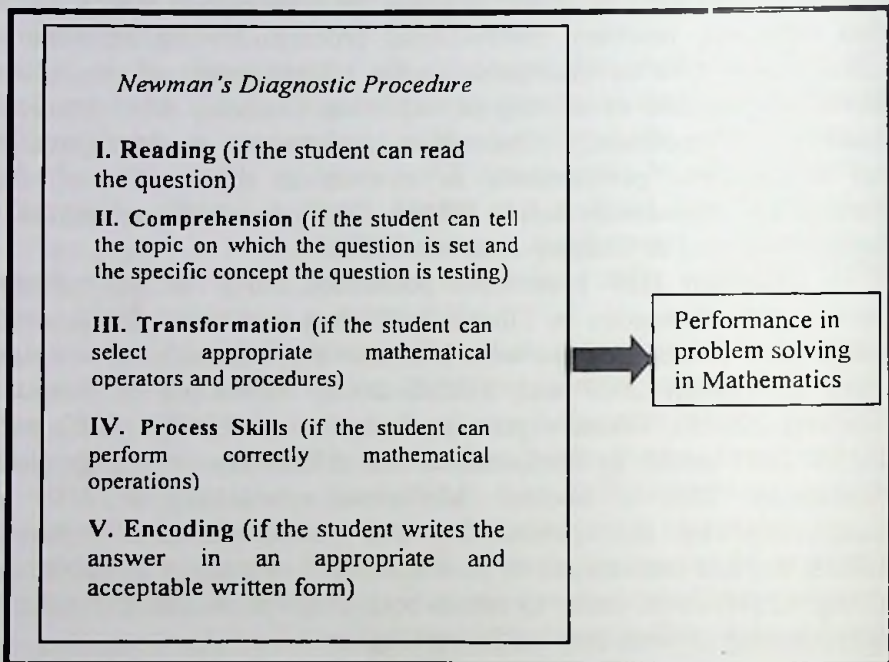 Newman's Diagnostic Procedure
I. Reading (if the student can read
the question)
II. Comprehension (if the student can tell
the topic on which the question is set and
the specific concept the question is testing)
III. Transformation (if the student can
select appropriate mathematical
operators and procedures)
IV. Process Skills (if the student can
perform correctly mathematical
operations)
V. Encoding (if the student writes the
answer in an appropriate and
acceptable written form)
Performance in
problem solving
in Mathematics